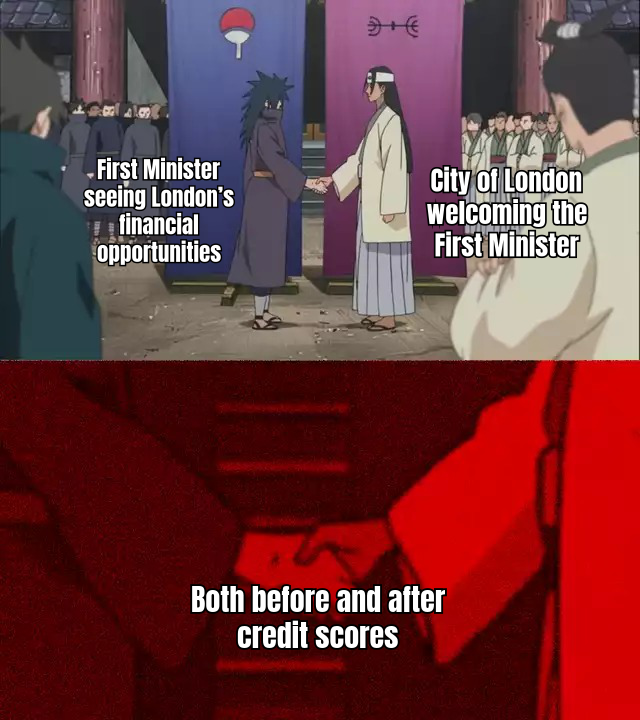 First Minister
seeing London's
financial
opportunities
City of London
welcoming the
First Minister
Both before and after
credit scores